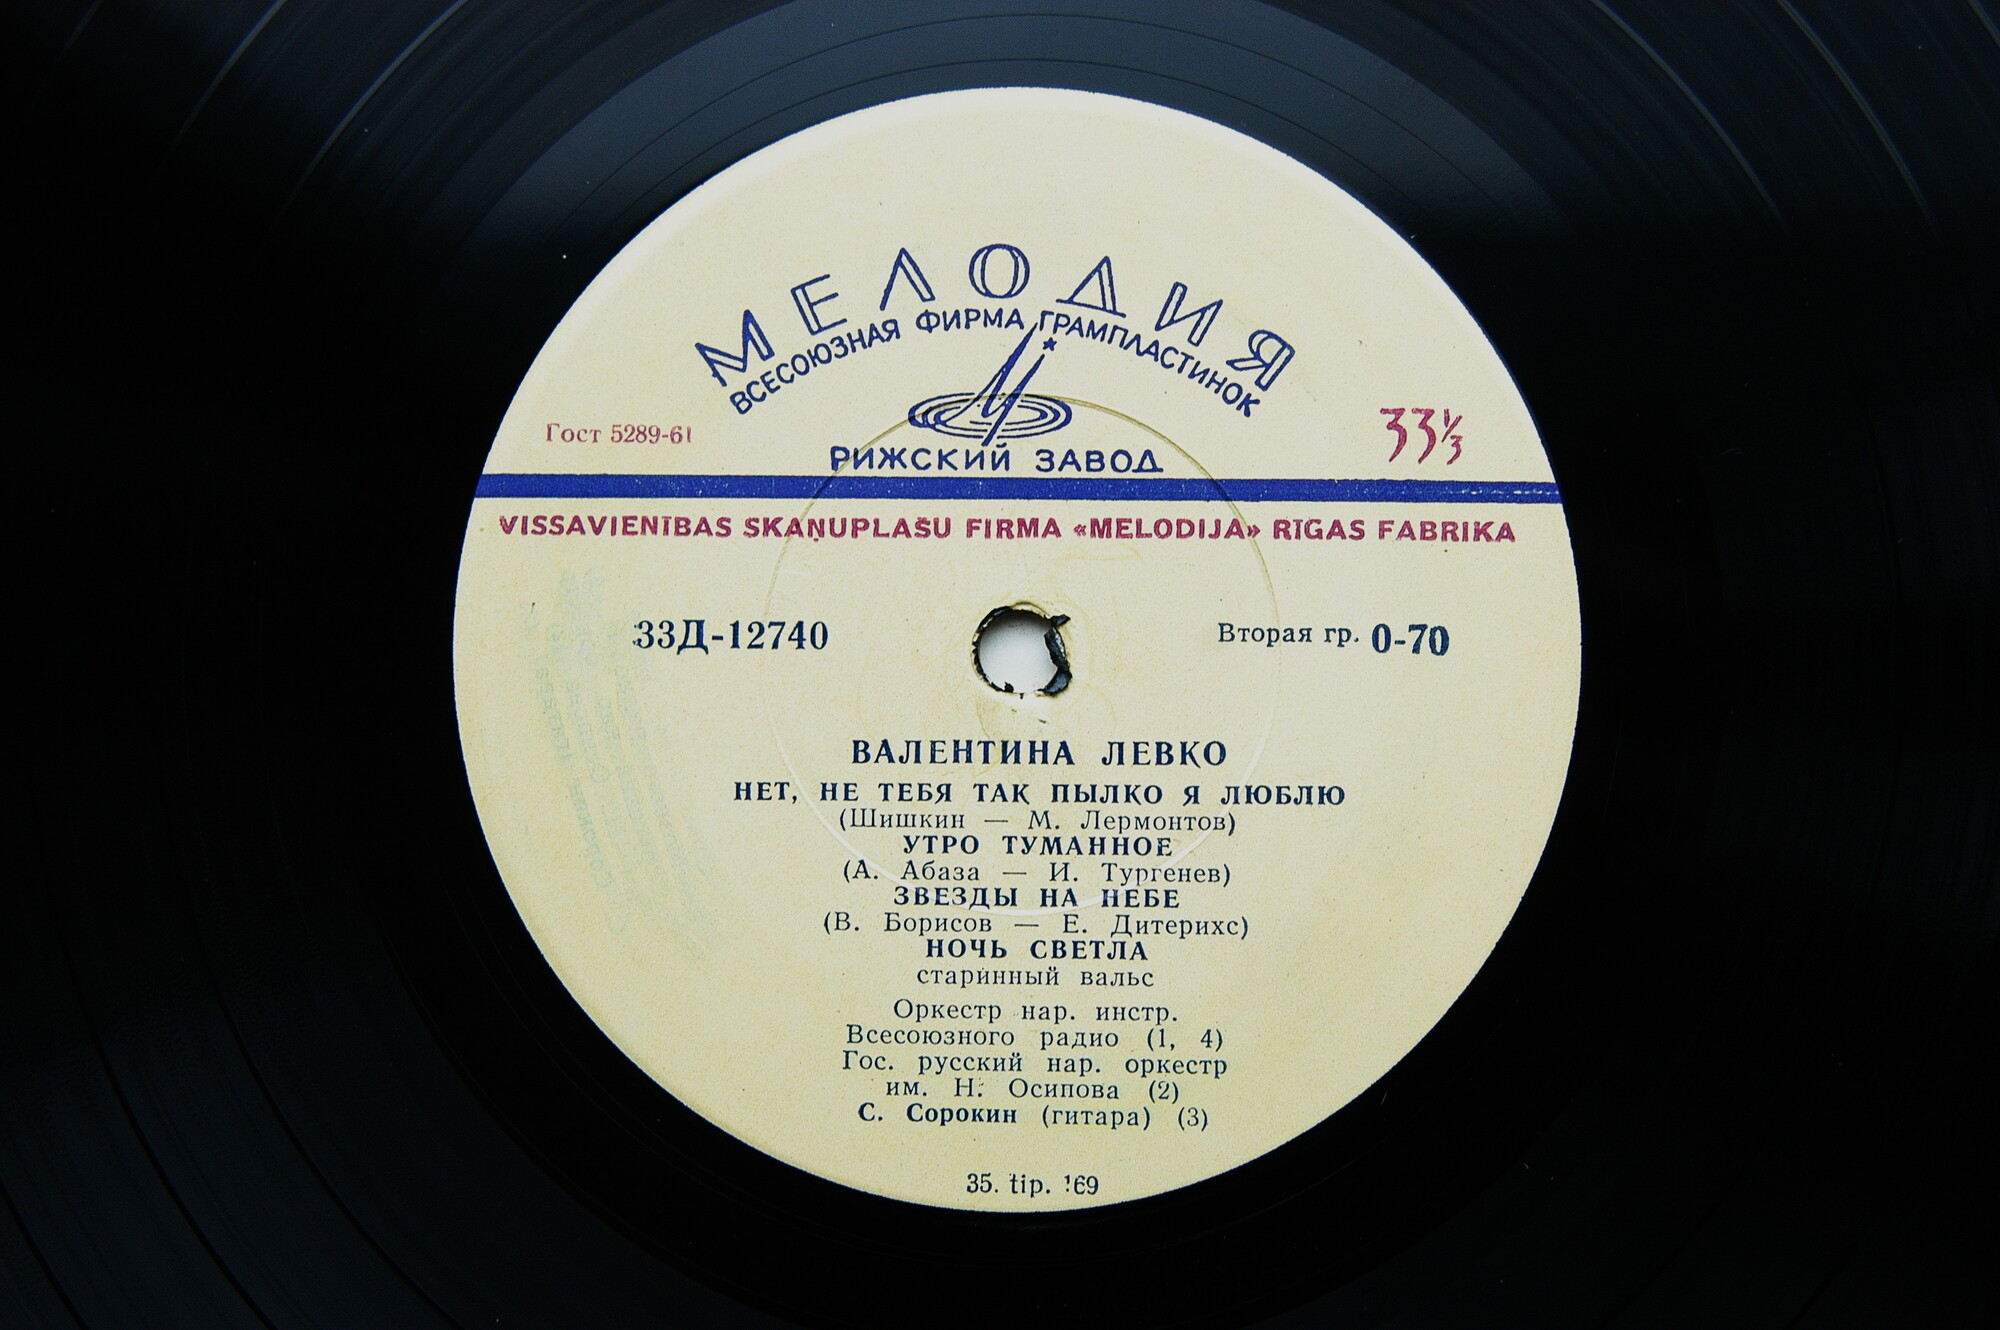 МЕЛОДИЯ
ВСЕСОЮЗНАЯ ФИРМА ГРАМПЛАСТИНОК
Гост 5289-61
33⅓
РИЖСКИЙ ЗАВОД
VISSAVIENĪBAS SKAŅUPLAŠU FIRMA «MELODIJA» RĪGAS FABRIKA
33Д-12740
Вторая гр. 0-70
ВАЛЕНТИНА ЛЕВКО
НЕТ, НЕ ТЕБЯ ТАК ПЫЛКО Я ЛЮБЛЮ
(Шишкин — М. Лермонтов)
УТРО ТУМАННОЕ
(А. Абаза — И. Тургенев)
ЗВЕЗДЫ НА НЕБЕ
(В. Борисов — Е. Дитерихс)
НОЧЬ СВЕТЛА
старинный вальс
Оркестр нар. инстр.
Всесоюзного радио (1, 4)
Гос. русский нар. оркестр
им. Н. Осипова (2)
С. Сорокин (гитара) (3)
35. tip. 169